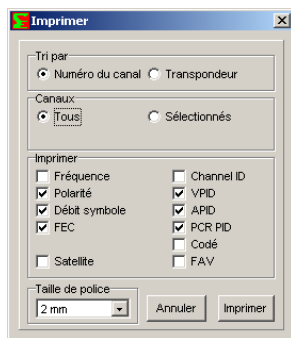 Imprimer
Tri par
Numéro du canal Transpondeur
Canaux
Tous Sélectionnés
Imprimer
Fréquence Channel ID
Polarité VPID
Débit symbole APID
FEC PCR PID
Codé
Satellite FAV
Taille de police
2 mm Annuler Imprimer